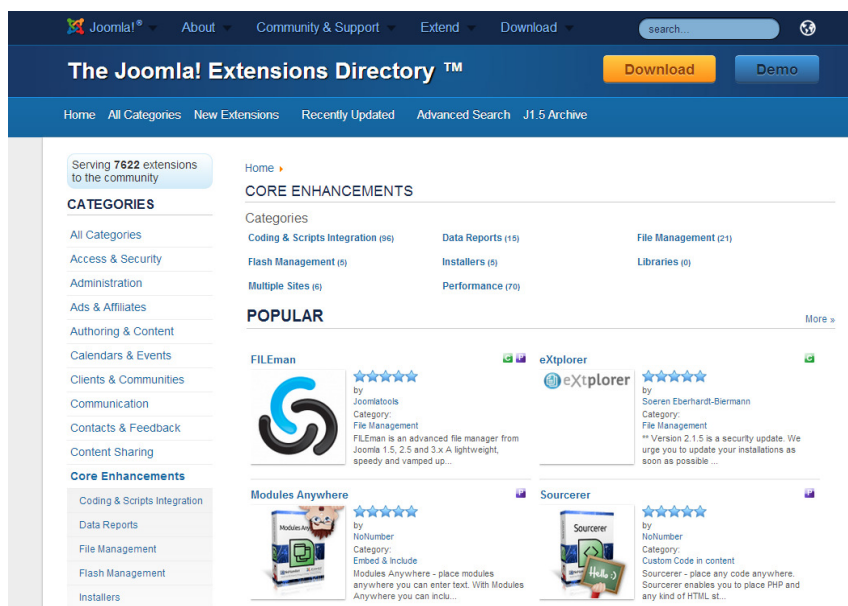 Joomla!® About Community & Support Extend Download search...
The Joomla! Extensions Directory ™ Download Demo
Home All Categories New Extensions Recently Updated Advanced Search J1.5 Archive
Serving 7622 extensions
to the community
CATEGORIES
All Categories
Access & Security
Administration
Ads & Affiliates
Authoring & Content
Calendars & Events
Clients & Communities
Communication
Contacts & Feedback
Content Sharing
Core Enhancements
Coding & Scripts Integration
Data Reports
File Management
Flash Management
Installers
Home
CORE ENHANCEMENTS
Categories
Coding & Scripts Integration (96) Data Reports (15) File Management (21)
Flash Management (5) Installers (5) Libraries (0)
Multiple Sites (6) Performance (70)
POPULAR More »
FILEman C P
by
Joomlatools
Category:
File Management
FILEman is an advanced file manager from
Joomla 1.5, 2.5 and 3.x A lightweight,
speedy and vamped up...
eXtplorer C
eXtplorer
by
Soeren Eberhardt-Biermann
Category:
File Management
** Version 2.1.5 is a security update. We
urge you to update your installations as
soon as possible ...
Modules Anywhere P
by
NoNumber
Category:
Embed & Include
Modules Anywhere - place modules
anywhere you can enter text. With Modules
Anywhere you can inclu...
Sourcerer P
Sourcerer
Hello :)
by
NoNumber
Category:
Custom Code in content
Sourcerer - place any code anywhere.
Sourcerer enables you to place PHP and
any kind of HTML st...